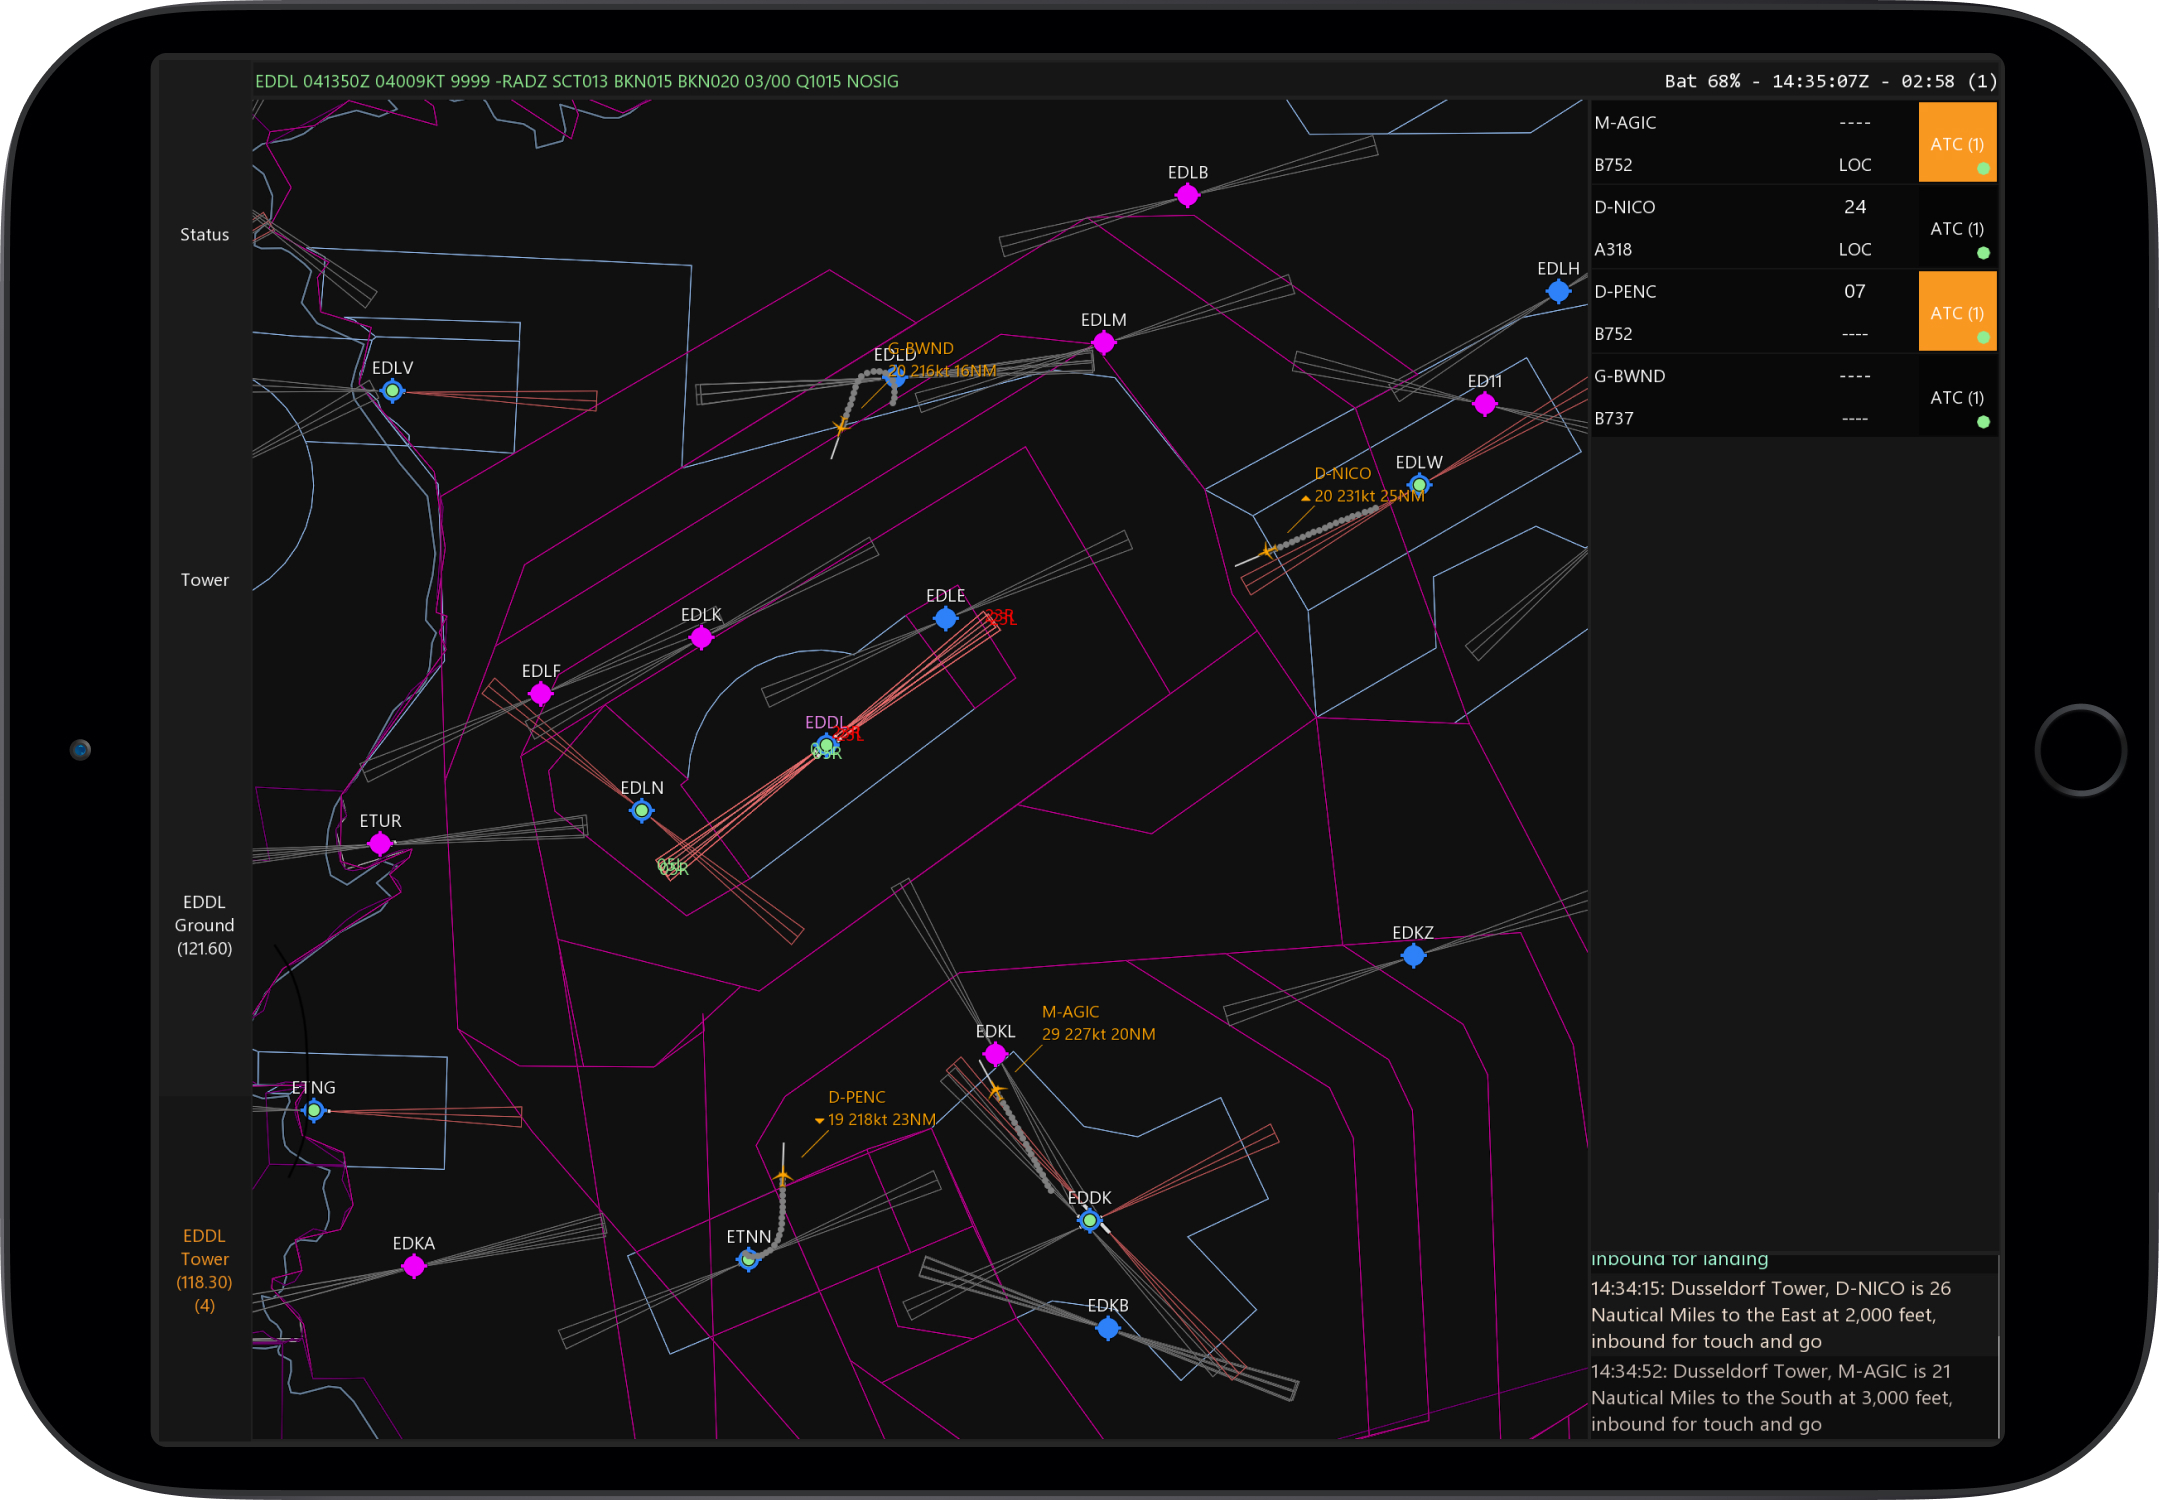 EDDL 041350Z 04009KT 9999 -RADZ SCT013 BKN015 BKN020 03/00 Q1015 NOSIG
Bat 68% - 14:35:07Z - 02:58 (1)
Status
Tower
EDDL
Ground
(121.60)
EDDL
Tower
(118.30)
(4)
EDLB
EDLH
EDLM
G-BWND
EDLD
20 216kt 16NM
EDLV
ED11
EDLW
D-NICO
20 231kt 25NM
EDLE
23R
EDLK
EDLF
EDDL
EDLN
ETUR
05R
EDKZ
M-AGIC
EDKL
29 227kt 20NM
ETNG
D-PENC
19 218kt 23NM
EDDK
ETNN
EDKA
EDKB
M-AGIC ----
ATC (1)
B752 LOC
D-NICO 24
ATC (1)
A318 LOC
D-PENC 07
ATC (1)
B752 ----
G-BWND ----
ATC (1)
B737 ----
inbound for landing
14:34:15: Dusseldorf Tower, D-NICO is 26
Nautical Miles to the East at 2,000 feet,
inbound for touch and go
14:34:52: Dusseldorf Tower, M-AGIC is 21
Nautical Miles to the South at 3,000 feet,
inbound for touch and go